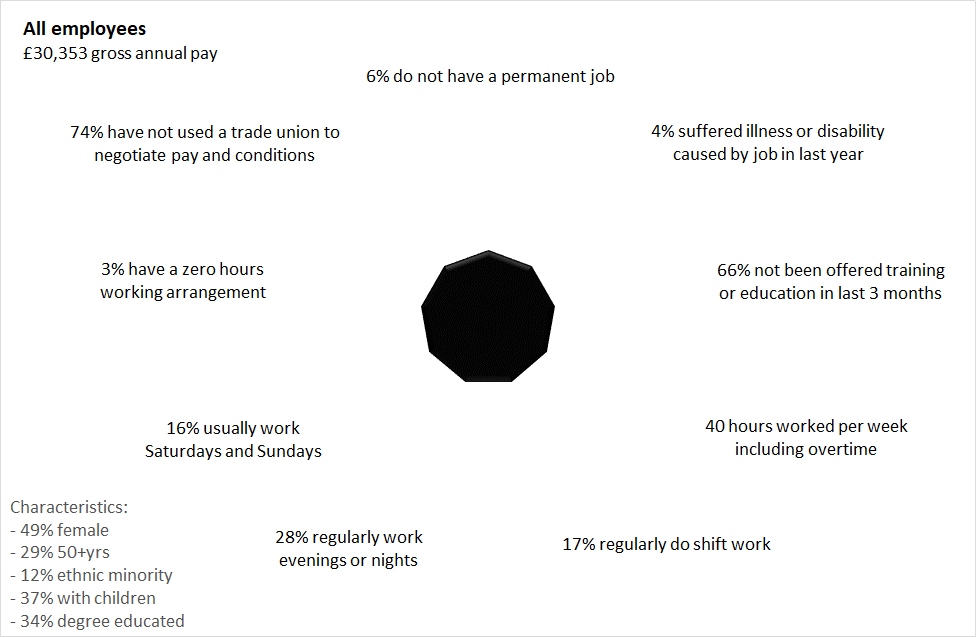 All employees
£30,353 gross annual pay
6% do not have a permanent job
74% have not used a trade union to
negotiate pay and conditions
4% suffered illness or disability
caused by job in last year
3% have a zero hours
working arrangement
66% not been offered training
or education in last 3 months
16% usually work
Saturdays and Sundays
40 hours worked per week
including overtime
28% regularly work
evenings or nights
17% regularly do shift work
Characteristics:
- 49% female
- 29% 50+yrs
- 12% ethnic minority
- 37% with children
- 34% degree educated